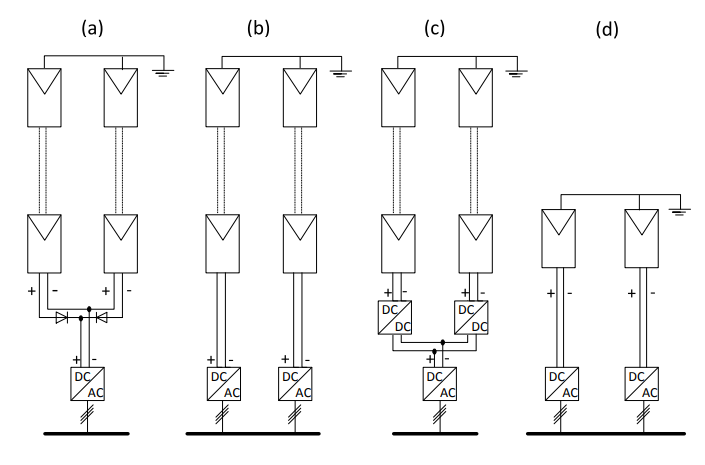 (a) (b) (c) (d)
+ - + -
+ - + -
+ - + - + - + -
DC DC
DC DC
+ - + -
DC DC DC DC DC DC
AC AC AC AC AC AC